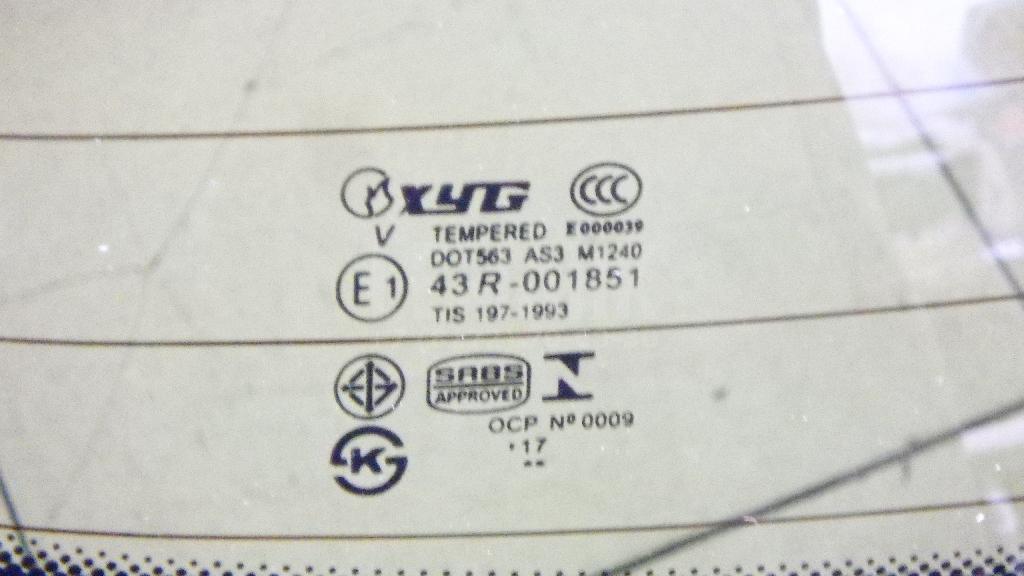 XYG CCC
V TEMPERED E000039
DOT563 AS3 M1240
E1 43R-001851
TIS 197-1993
SABS
APPROVED
N
OCP Nº 0009
K
·17